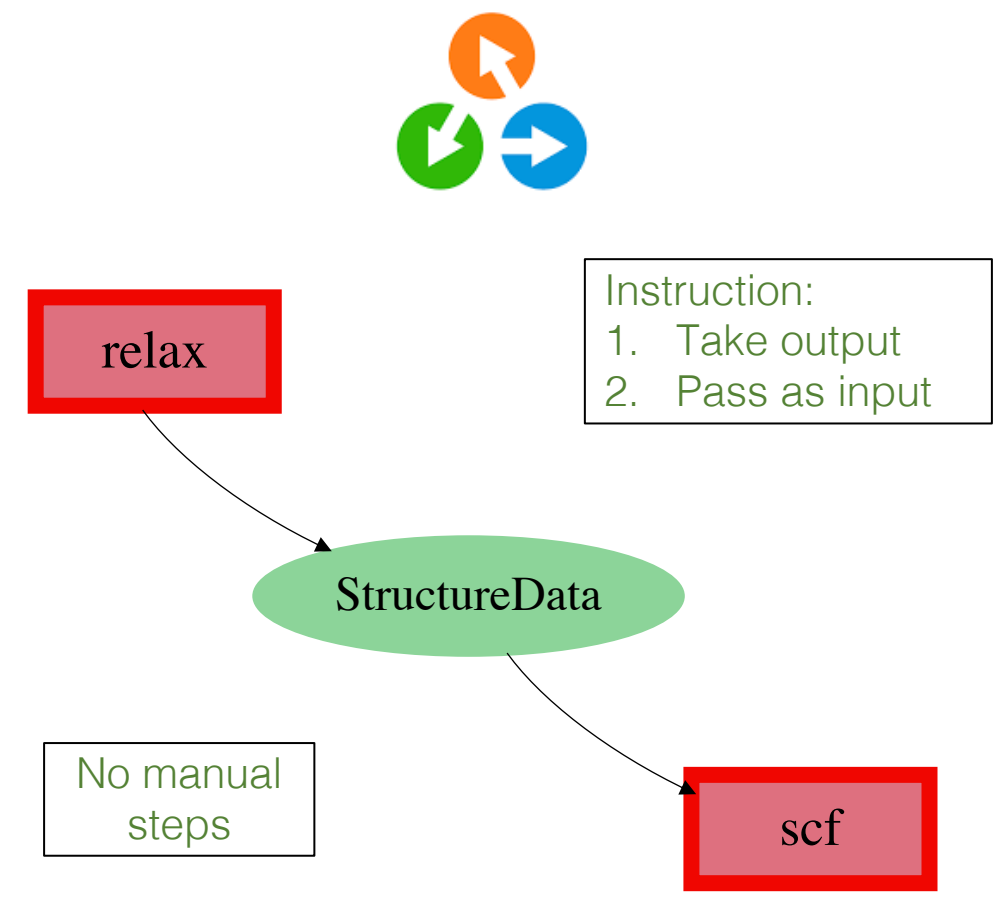 Instruction:
1. Take output
2. Pass as input
relax
StructureData
No manual
steps
scf